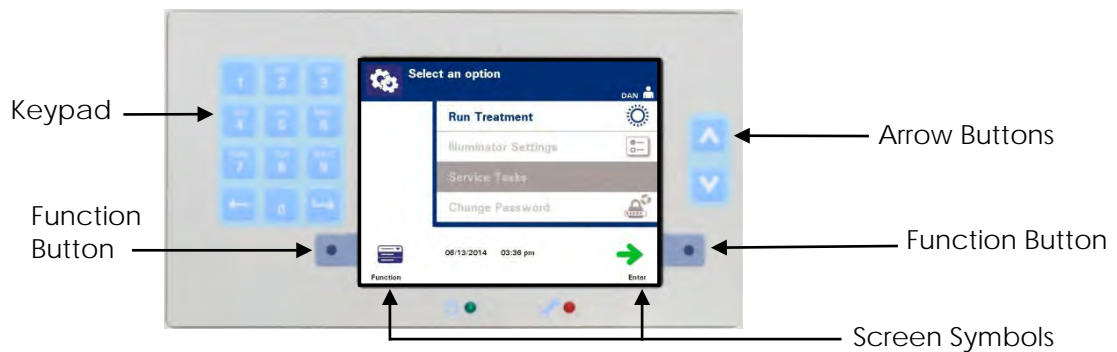 Select an option
DAN
Keypad
1 2 3
Run Treatment
Arrow Buttons
4 5 6
Illuminator Settings
7 8 9
Service Tasks
0
Change Password
Function
Button
Function Button
06/13/2014 03:36 pm
Function
Enter
Screen Symbols